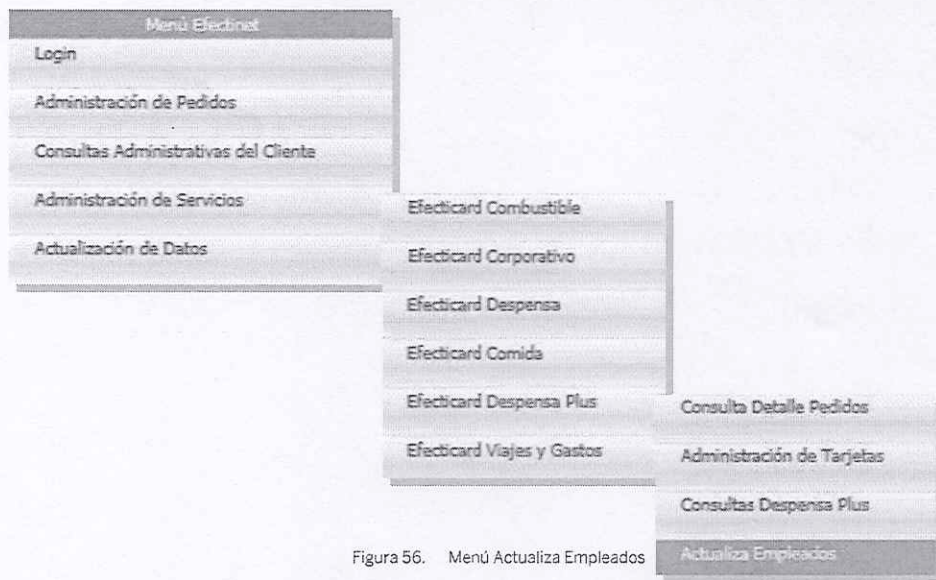 Menú Efectinet
Login
Administración de Pedidos
Consultas Administrativas del Cliente
Administración de Servicios
Actualización de Datos
Efecticard Combustible
Efecticard Corporativo
Efecticard Despensa
Efecticard Comida
Efecticard Despensa Plus
Efecticard Viajes y Gastos
Consulta Detalle Pedidos
Administración de Tarjetas
Consultas Despensa Plus
Actualiza Empleados
Figura 56. Menú Actualiza Empleados